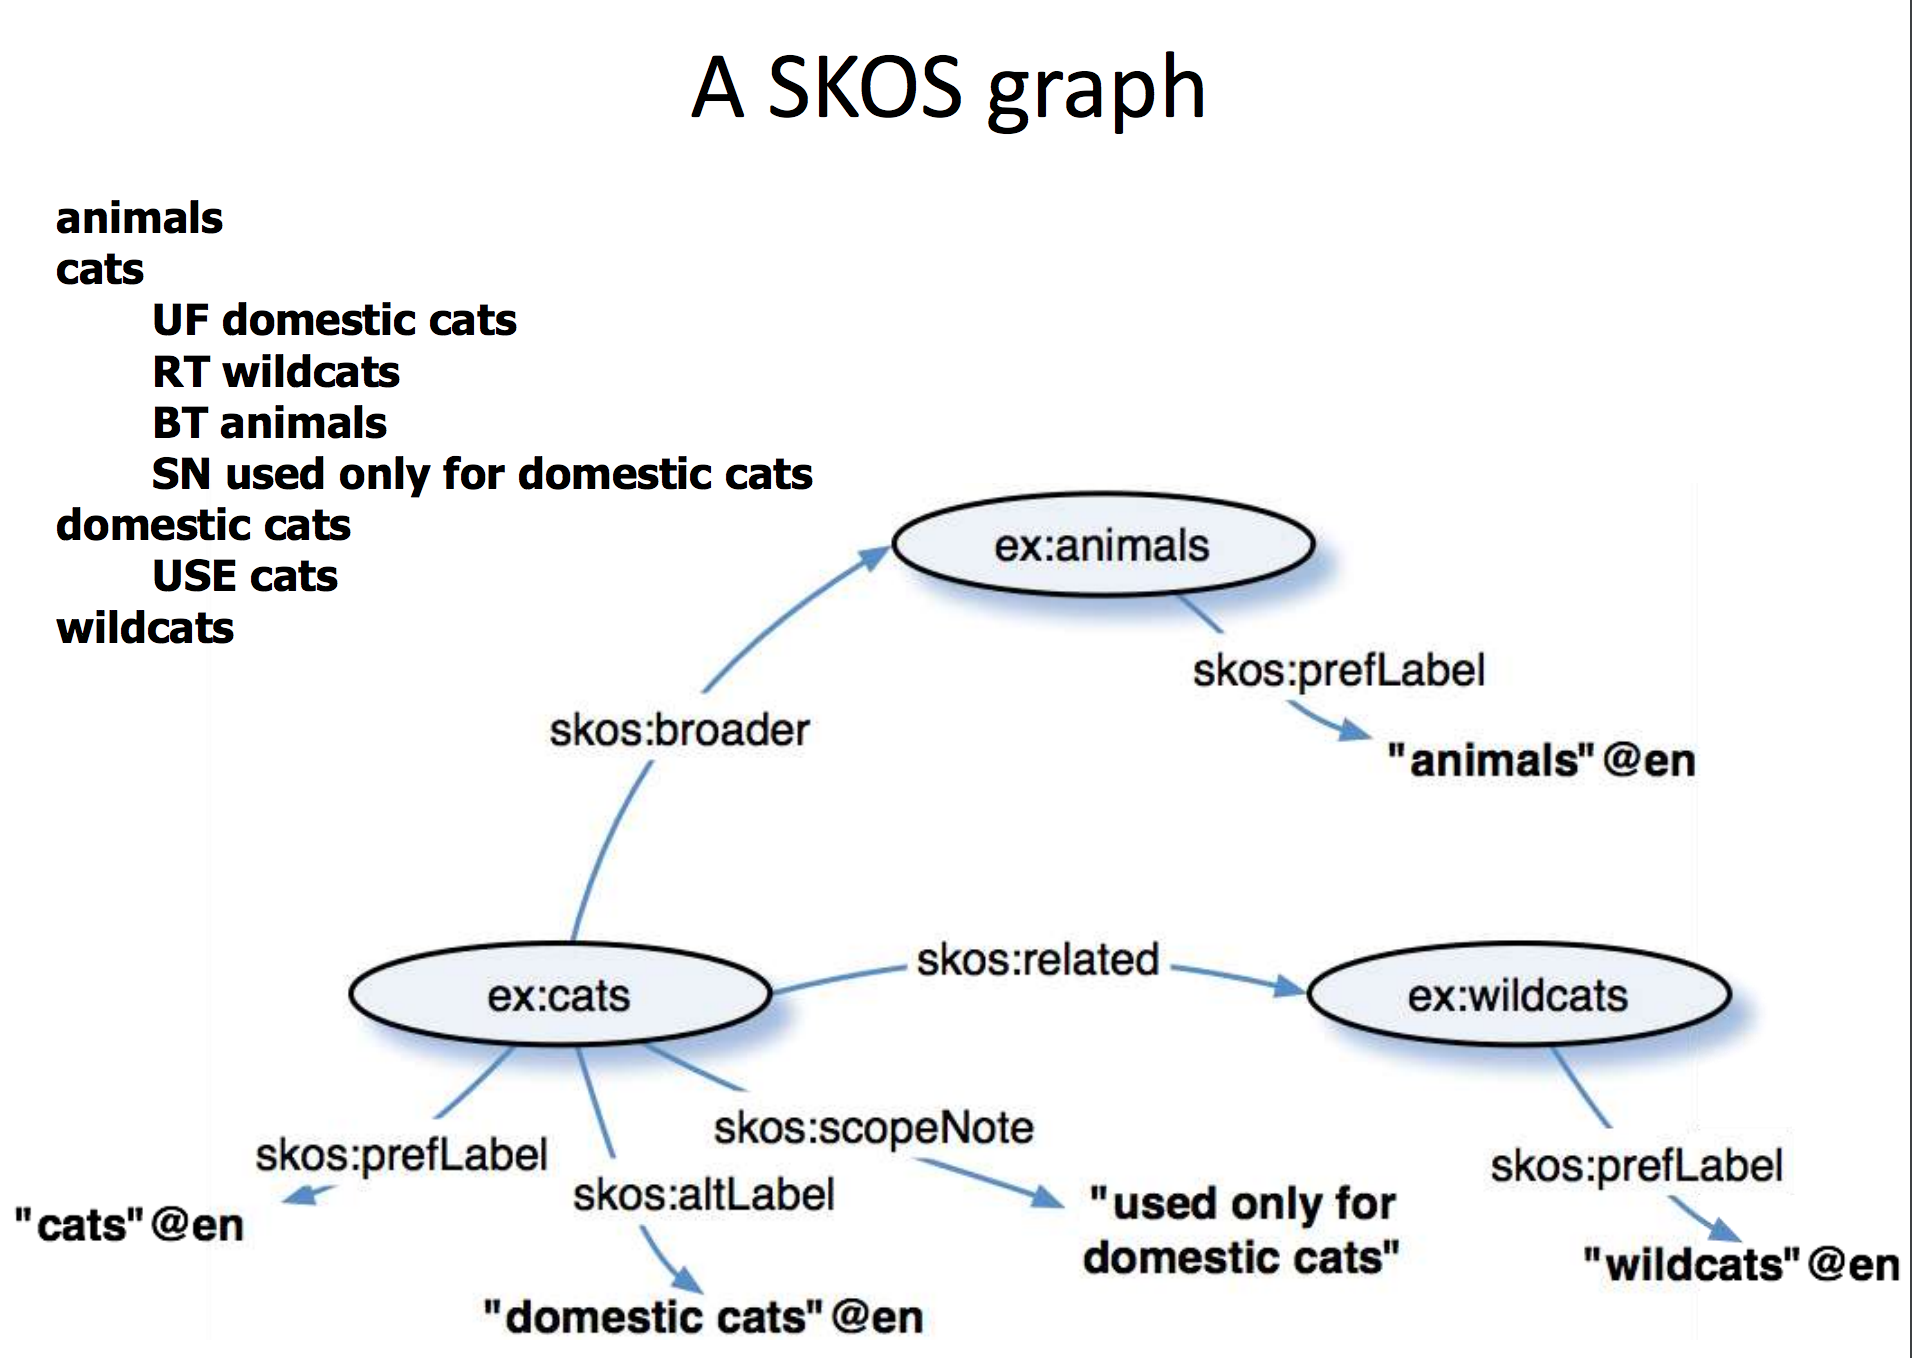 A SKOS graph
animals
cats
UF domestic cats
RT wildcats
BT animals
SN used only for domestic cats
domestic cats
USE cats
wildcats
ex:animals
skos:prefLabel
"animals"@en
skos:broader
ex:cats
skos:related
ex:wildcats
skos:prefLabel
"cats"@en
skos:altLabel
"domestic cats"@en
skos:scopeNote
"used only for
domestic cats"
skos:prefLabel
"wildcats"@en